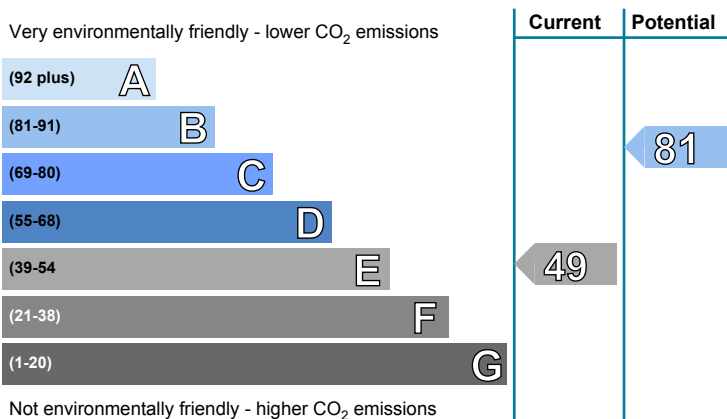 Very environmentally friendly - lower CO₂ emissions
Current
Potential
(92 plus) A
(81-91) B
(69-80) C
(55-68) D
(39-54 E
(21-38) F
(1-20) G
81
49
Not environmentally friendly - higher CO₂ emissions